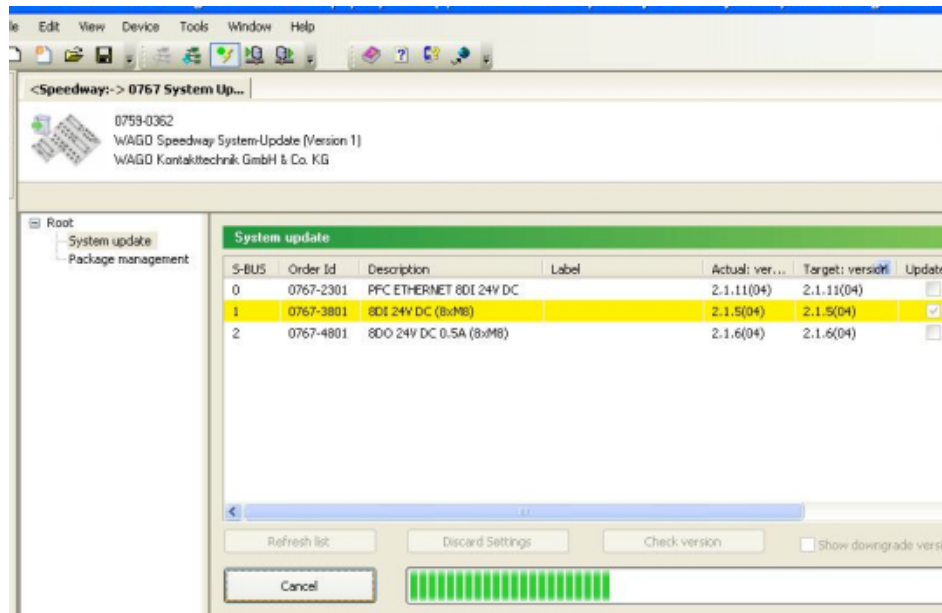 Edit View Device Tools Window Help
<Speedway:-> 0767 System Up...
0759-0362
WAGO Speedway System-Update (Version 1)
WAGO Kontakttechnik GmbH & Co. KG
Root
System update
Package management
System update
S-BUS Order Id Description Label Actual: ver... Target: version Update
0 0767-2301 PFC ETHERNET 8DI 24V DC 2.1.11(04) 2.1.11(04)
1 0767-3801 8DI 24V DC (8xM8) 2.1.5(04) 2.1.5(04)
2 0767-4801 8DO 24V DC 0.5A (8xM8) 2.1.6(04) 2.1.6(04)
Refresh list Discard Settings Check version Show downgrade versi
Cancel